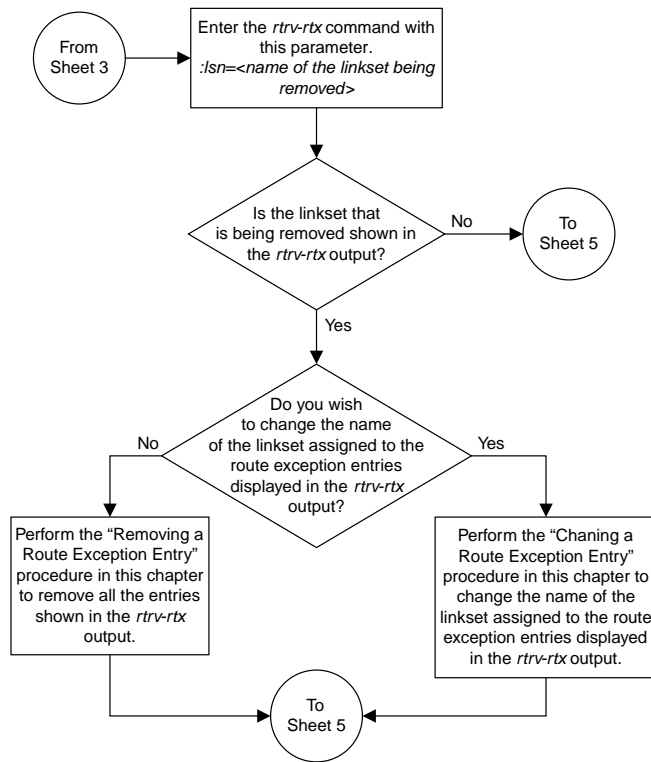 From
Sheet 3
Enter the rtrv-rtx command with
this parameter.
:lsn=<name of the linkset being
removed>
Is the linkset that
is being removed shown in
the rtrv-rtx output?
No
To
Sheet 5
Yes
Do you wish
to change the name
of the linkset assigned to the
route exception entries
displayed in the rtrv-rtx
output?
No
Yes
Perform the “Removing a
Route Exception Entry”
procedure in this chapter
to remove all the entries
shown in the rtrv-rtx
output.
Perform the “Chaning a
Route Exception Entry”
procedure in this chapter to
change the name of the
linkset assigned to the route
exception entries displayed
in the rtrv-rtx output.
To
Sheet 5